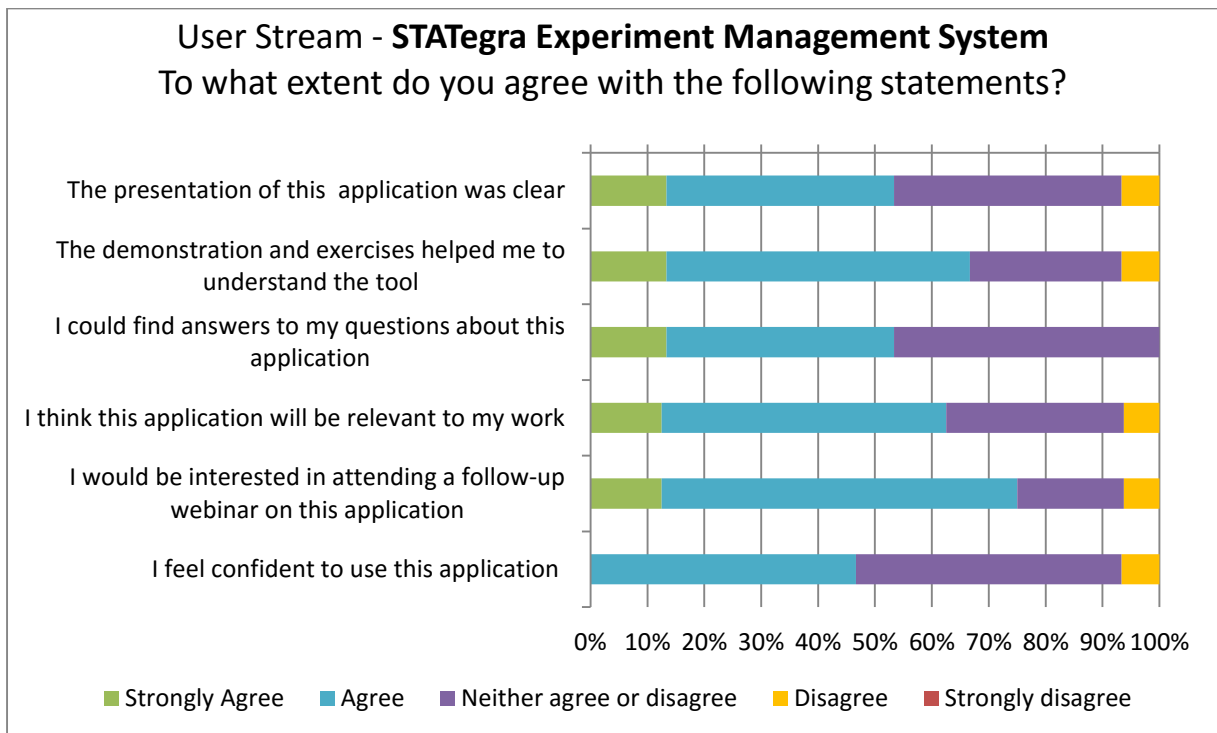 User Stream - STATegra Experiment Management System
To what extent do you agree with the following statements?
The presentation of this  application was clear
The demonstration and exercises helped me to
understand the tool
I could find answers to my questions about this
application
I think this application will be relevant to my work
I would be interested in attending a follow-up
webinar on this application
I feel confident to use this application
0% 10% 20% 30% 40% 50% 60% 70% 80% 90% 100%
Strongly Agree Agree Neither agree or disagree Disagree Strongly disagree